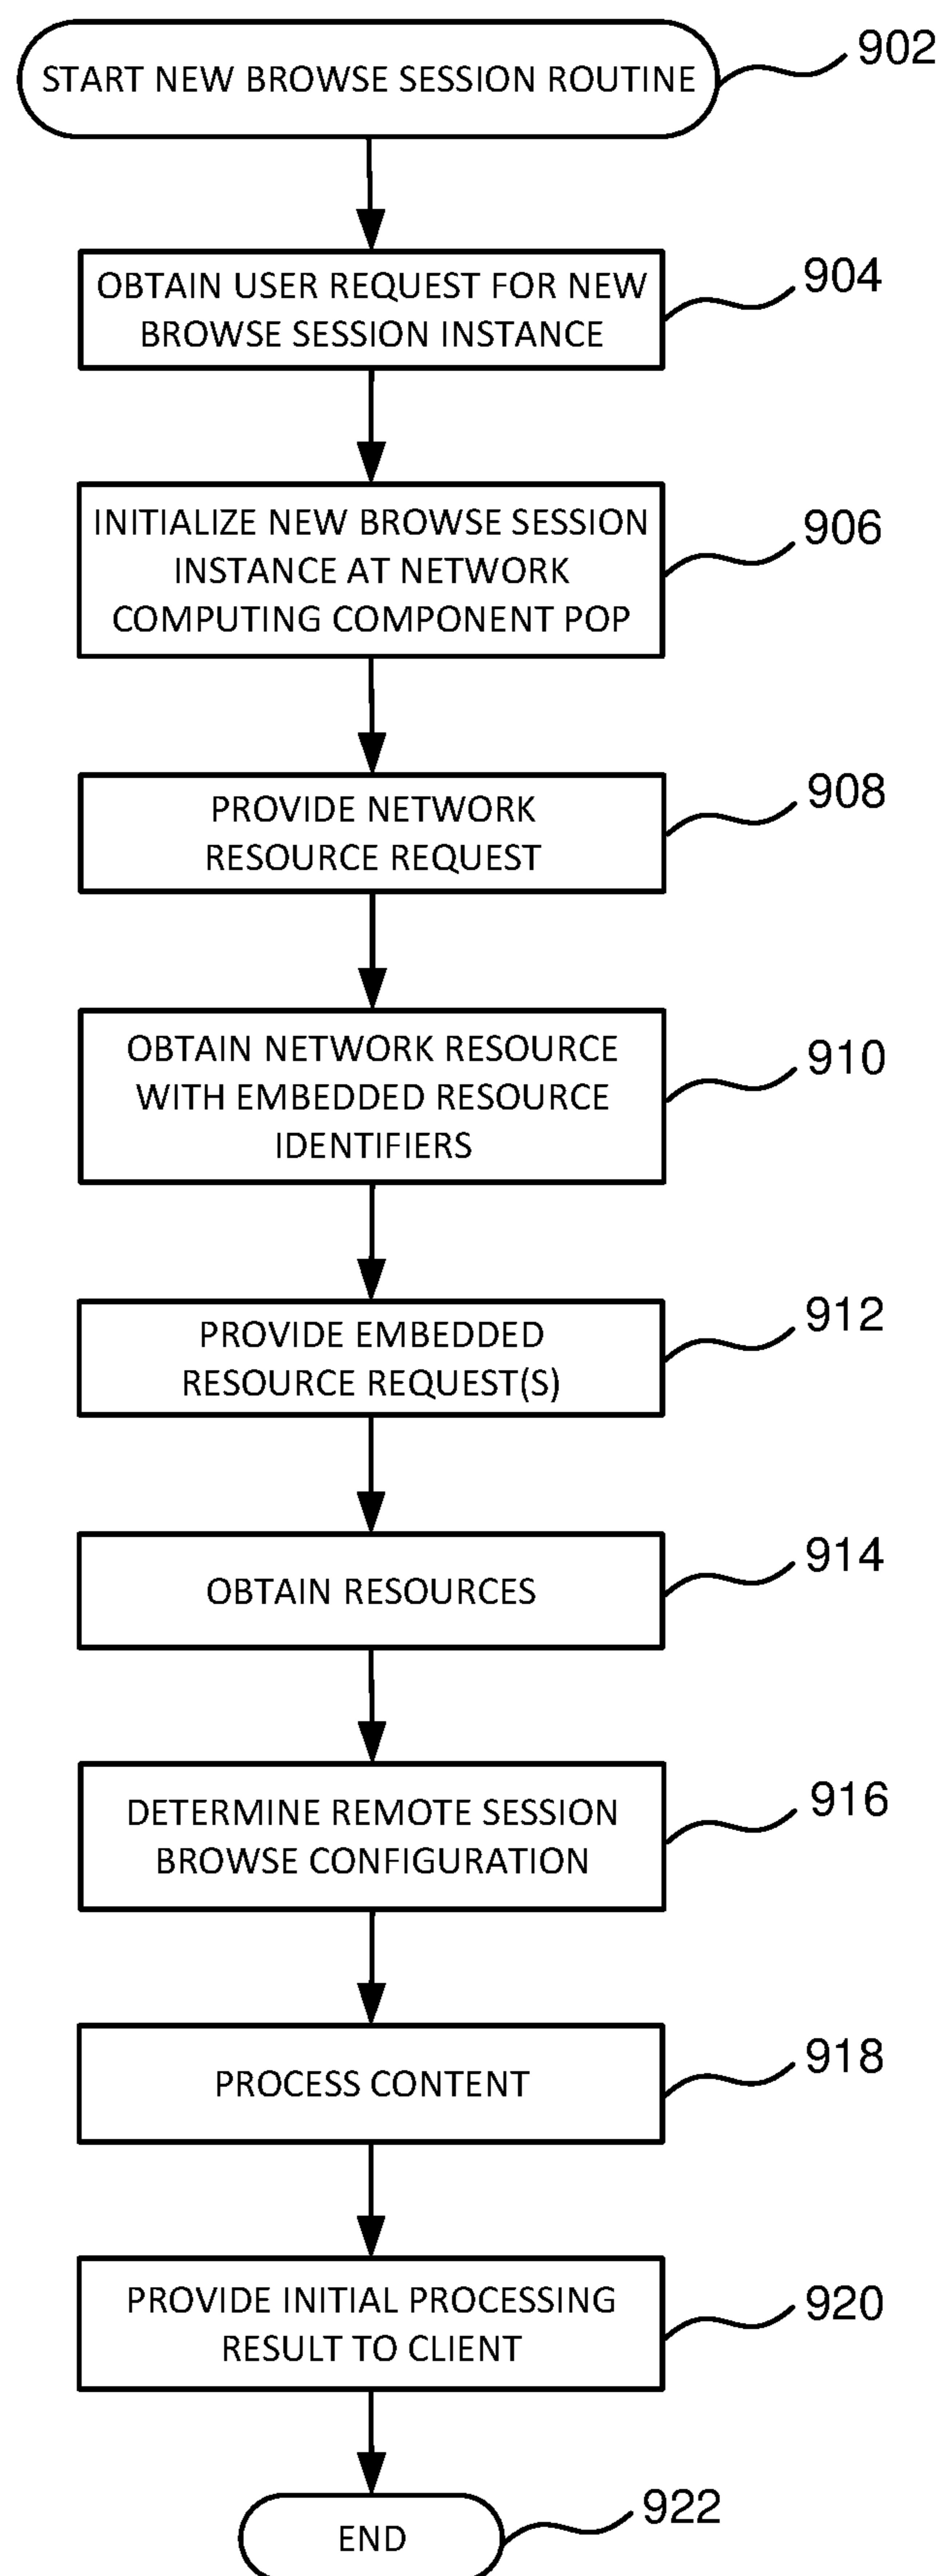 START NEW BROWSE SESSION ROUTINE
902
OBTAIN USER REQUEST FOR NEW
BROWSE SESSION INSTANCE
904
INITIALIZE NEW BROWSE SESSION
INSTANCE AT NETWORK
COMPUTING COMPONENT POP
906
PROVIDE NETWORK
RESOURCE REQUEST
908
OBTAIN NETWORK RESOURCE
WITH EMBEDDED RESOURCE
IDENTIFIERS
910
PROVIDE EMBEDDED
RESOURCE REQUEST(S)
912
OBTAIN RESOURCES
914
DETERMINE REMOTE SESSION
BROWSE CONFIGURATION
916
PROCESS CONTENT
918
PROVIDE INITIAL PROCESSING
RESULT TO CLIENT
920
END
922